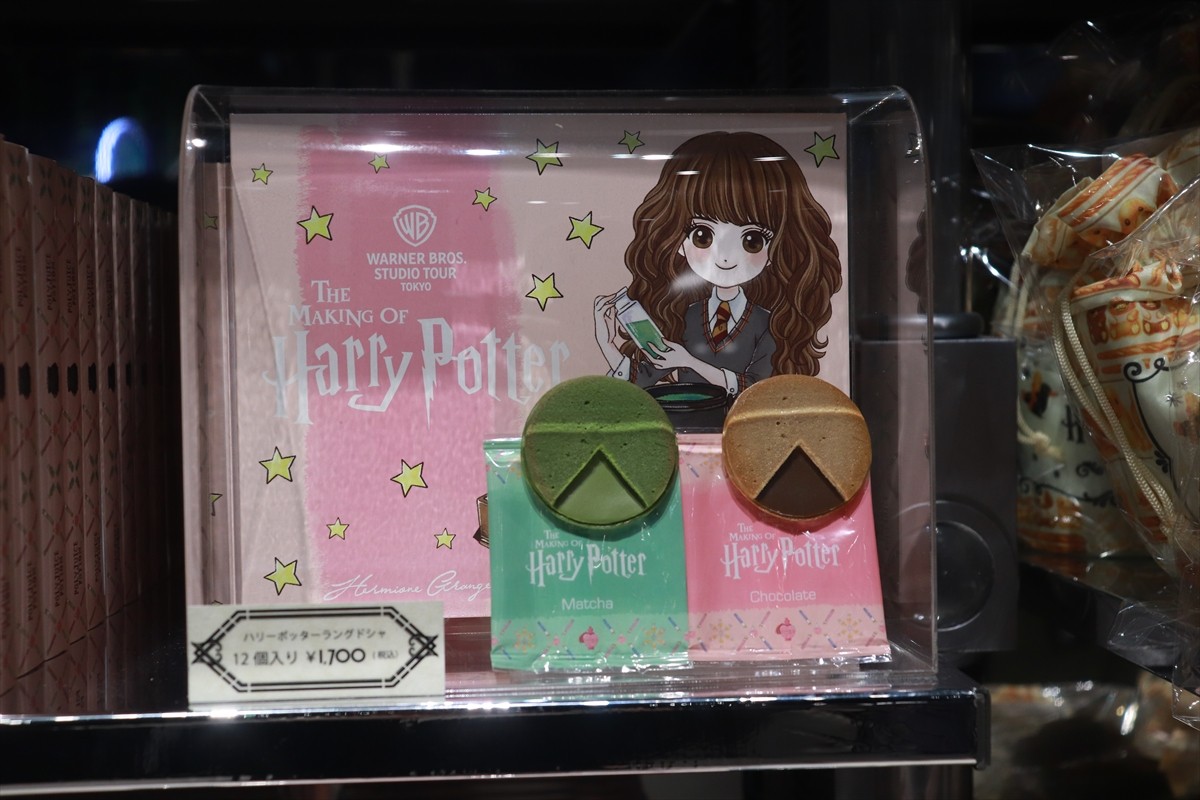 WB
WARNER BROS.
STUDIO TOUR
TOKYO
THE
MAKING OF
Harry Potter
Hermione Grange
THE
MAKING OF
Harry Potter
Matcha
THE
MAKING OF
Harry Potter
Chocolate
ハリーポッターラングドシャ
12個入り ¥1,700 (税込)